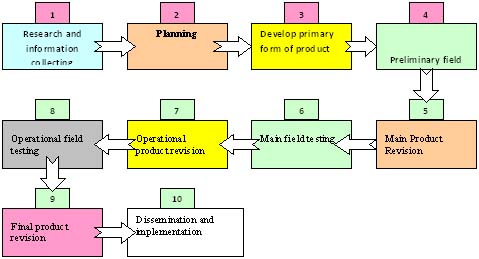 1
Research and
information
collecting
2
Planning
3
Develop primary
form of product
4
Preliminary field
5
Main Product
Revision
6
Main field testing
7
Operational
product revision
8
Operational field
testing
9
Final product
revision
10
Dissemination and
implementation